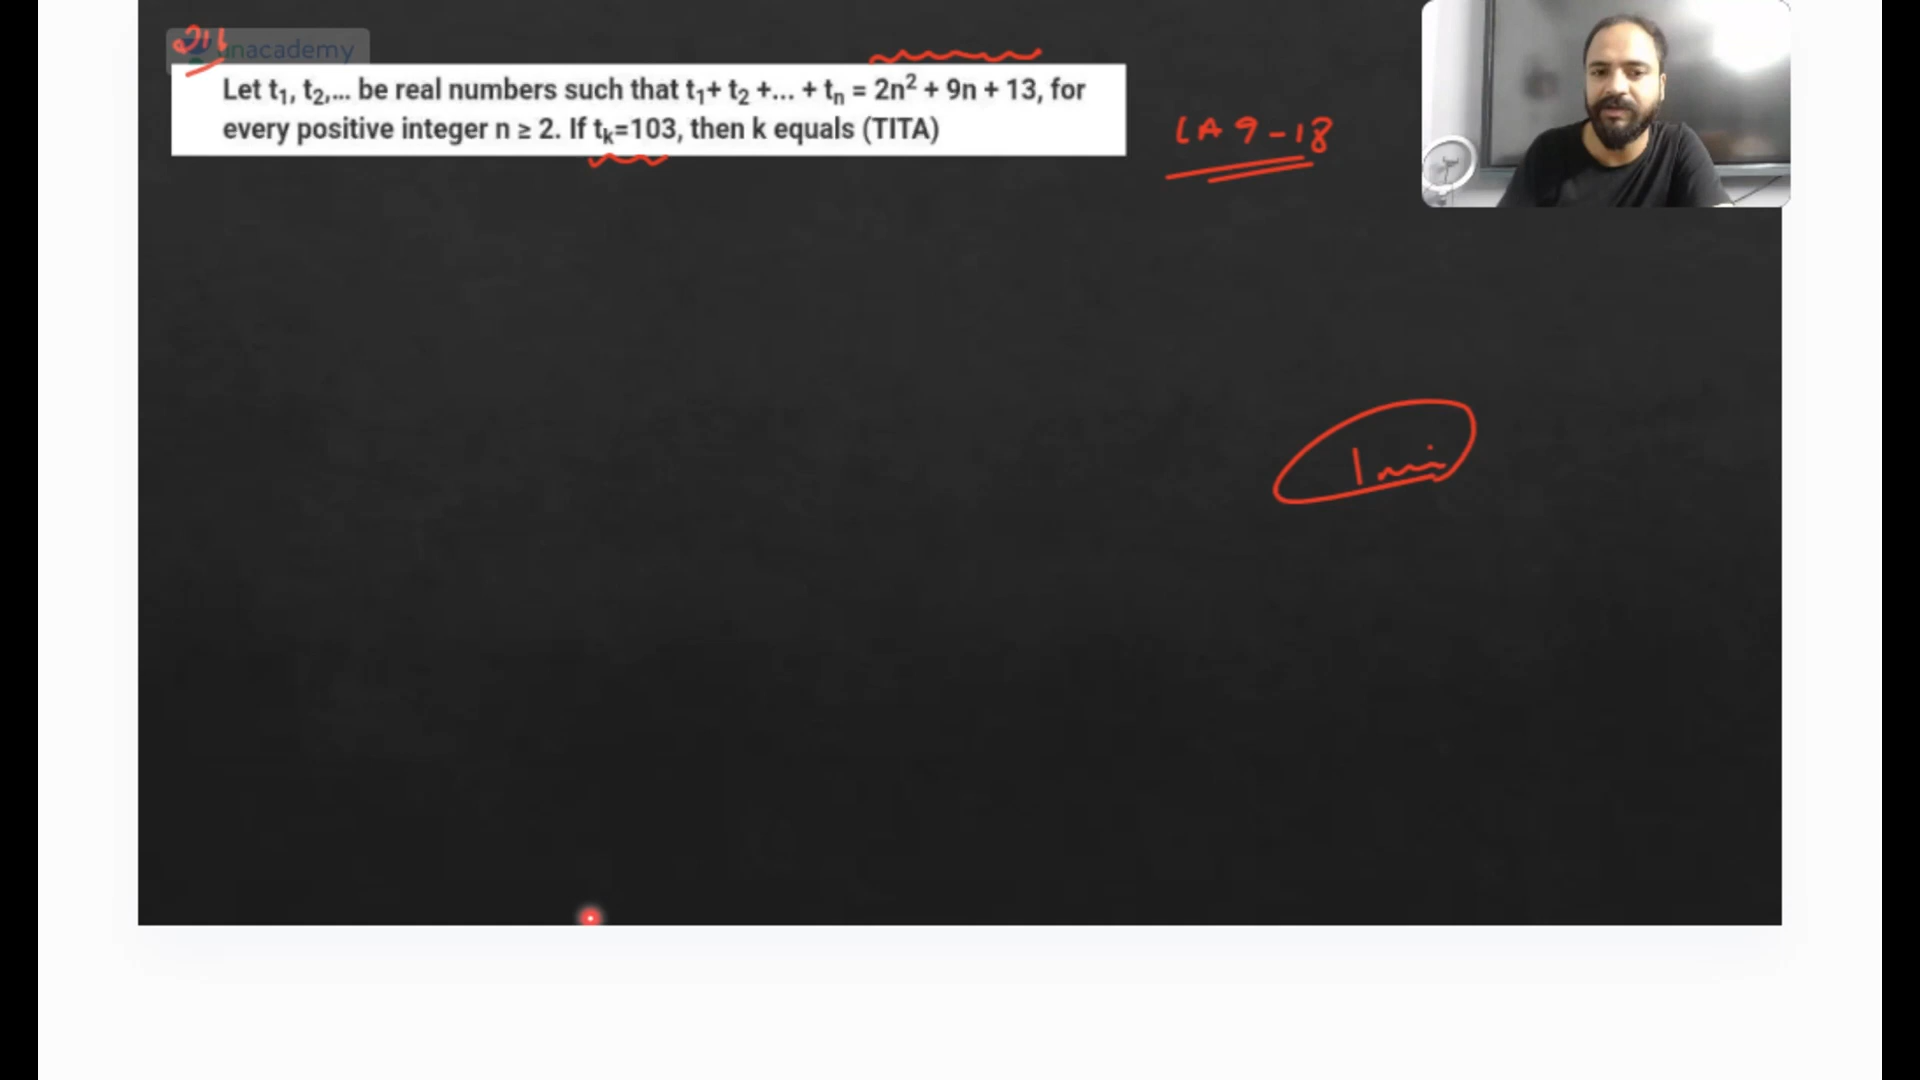 unacademy
Let t₁, t₂,... be real numbers such that t₁+ t₂ +... + tₙ = 2n² + 9n + 13, for
every positive integer n ≥ 2. If tₖ=103, then k equals (TITA)
CA 9-18
1 min